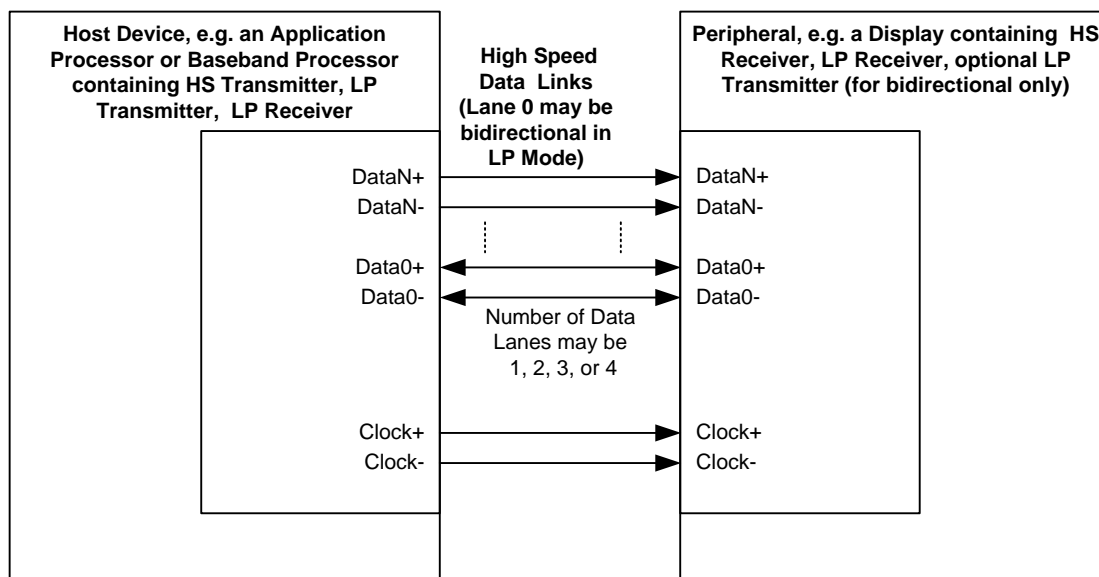 Host Device, e.g. an Application
Processor or Baseband Processor
containing HS Transmitter, LP
Transmitter, LP Receiver
High Speed
Data Links
(Lane 0 may be
bidirectional in
LP Mode)
Peripheral, e.g. a Display containing HS
Receiver, LP Receiver, optional LP
Transmitter (for bidirectional only)
DataN+
DataN-
Data0+
Data0-
Clock+
Clock-
Number of Data
Lanes may be
1, 2, 3, or 4
DataN+
DataN-
Data0+
Data0-
Clock+
Clock-